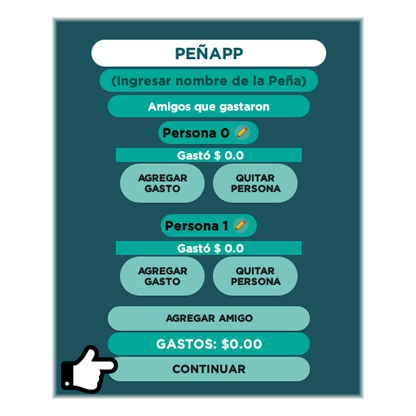 PEÑAPP
(Ingresar nombre de la Peña)
Amigos que gastaron
Persona 0
Gastó $ 0.0
AGREGAR GASTO
QUITAR PERSONA
Persona 1
Gastó $ 0.0
AGREGAR GASTO
QUITAR PERSONA
AGREGAR AMIGO
GASTOS: $0.00
CONTINUAR